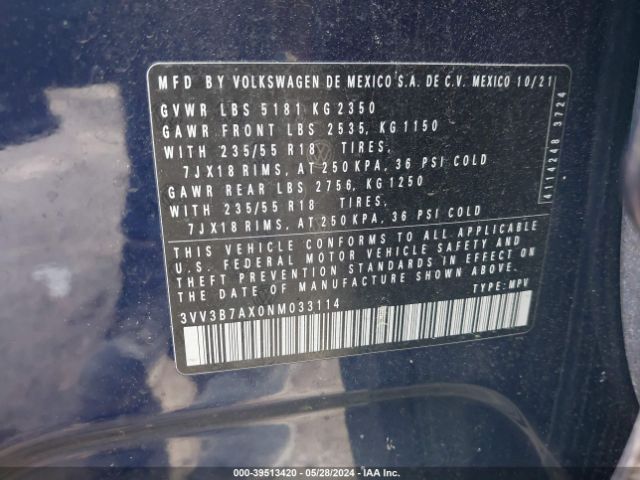 MFD BY VOLKSWAGEN DE MEXICO S.A. DE C.V. MEXICO 10/21
GVWR LBS 5181 KG 2350
GAWR FRONT LBS 2535, KG 1150
WITH 235/55 R18 TIRES,
7JX18 RIMS, AT 250 KPA, 36 PSI COLD
GAWR REAR LBS 2756, KG 1250
WITH 235/55 R18 TIRES,
7JX18 RIMS, AT 250 KPA, 36 PSI COLD
THIS VEHICLE CONFORMS TO ALL APPLICABLE
U.S. FEDERAL MOTOR VEHICLE SAFETY AND
THEFT PREVENTION STANDARDS IN EFFECT ON
THE DATE OF MANUFACTURE SHOWN ABOVE.
3VV3B7AX0NM033114
TYPE: MPV
4114248 3724
000-39513420 - 05/28/2024 - IAA Inc.